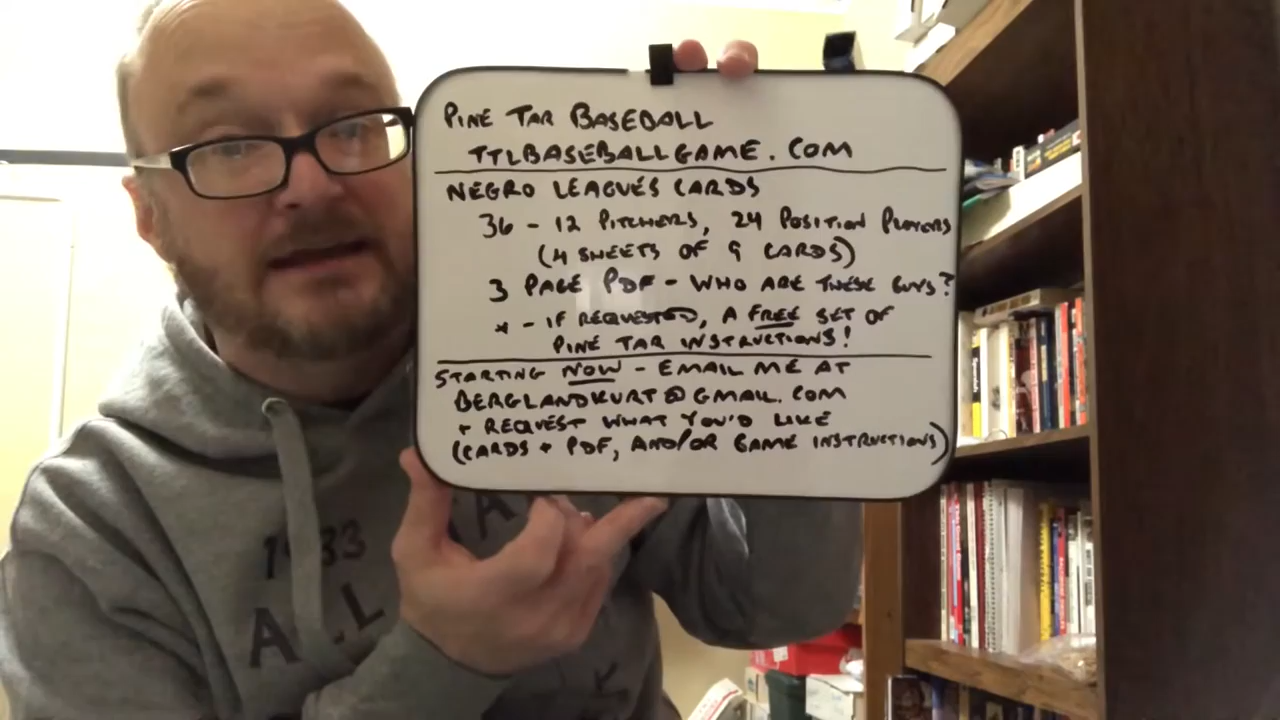 PINE TAR BASEBALL
TTLBASEBALLGAME.COM
NEGRO LEAGUES CARDS
36 - 12 PITCHERS, 24 POSITION PLAYERS
(4 SHEETS OF 9 CARDS)
3 PAGE PDF - WHO ARE THESE GUYS?
* - IF REQUESTED, A FREE SET OF
PINE TAR INSTRUCTIONS!
STARTING NOW - EMAIL ME AT
BERGLANDKURT@GMAIL.COM
+ REQUEST WHAT YOU'D LIKE
(CARDS + PDF, AND/OR GAME INSTRUCTIONS)
1933
ALL